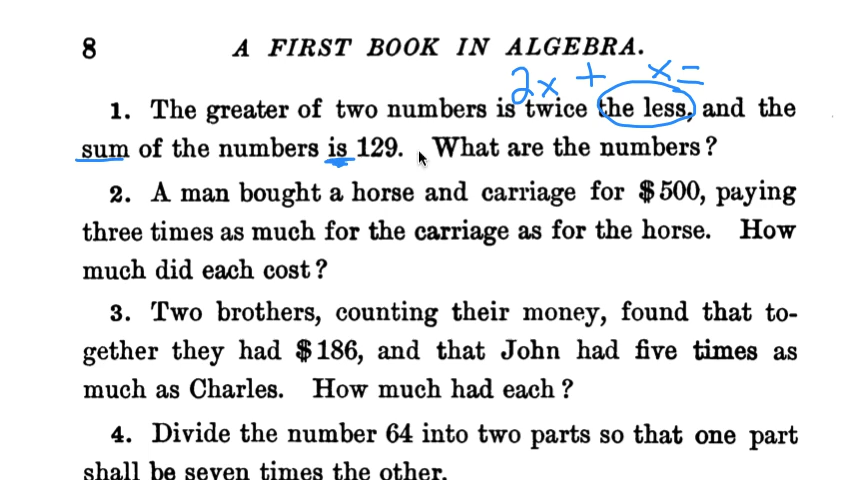 8 A FIRST BOOK IN ALGEBRA.
2x + x =
1. The greater of two numbers is twice the less, and the
sum of the numbers is 129. What are the numbers?
2. A man bought a horse and carriage for $500, paying
three times as much for the carriage as for the horse. How
much did each cost?
3. Two brothers, counting their money, found that to-
gether they had $186, and that John had five times as
much as Charles. How much had each?
4. Divide the number 64 into two parts so that one part
shall be seven times the other.